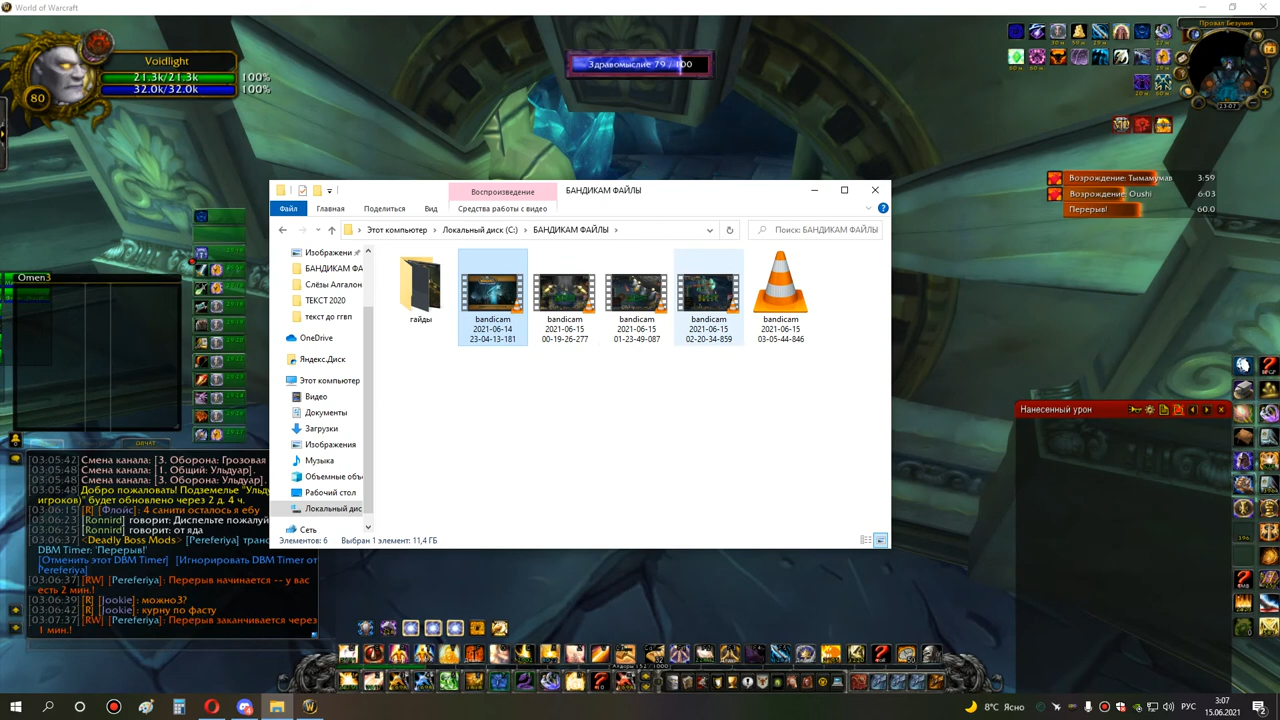 World of Warcraft
Voidlight
21.3k/21.3k 100%
32.0k/32.0k 100%
80
Здравомыслие 79 / 100
Провал Безумия
23:07
Возрождение: Тымамумав 3:59
Возрождение: Oushi 6:03
Перерыв! 60.0
Воспроизведение
БАНДИКАМ ФАЙЛЫ
Файл
Главная
Поделиться
Вид
Средства работы с видео
Этот компьютер
Локальный диск (C:)
БАНДИКАМ ФАЙЛЫ
Поиск: БАНДИКАМ ФАЙЛЫ
Изображени
БАНДИКАМ ФА
Слёзы Алгалон
ТЕКСТ 2020
текст до ггвп
OneDrive
Яндекс.Диск
Этот компьютер
Видео
Документы
Загрузки
Изображения
Музыка
Объемные объ
Рабочий стол
Локальный дис
Сеть
гайды
bandicam
2021-06-14
23-04-13-181
bandicam
2021-06-15
00-19-26-277
bandicam
2021-06-15
01-23-49-087
bandicam
2021-06-15
02-20-34-859
bandicam
2021-06-15
03-05-44-846
Элементов: 6
Выбран 1 элемент: 11,4 ГБ
Omen3
Нанесенный урон
[03:05:42] Смена канала: [3. Оборона: Грозовая
[03:05:48] Смена канала: [1. Общий: Ульдуар].
[03:05:48] Смена канала: [3. Оборона: Ульдуар].
[03:05:48] Добро пожаловать! Подземелье "Ульд
игроков)" будет обновлено через 2 д. 4 ч.
[03:06:15] [R] [Флойс]: 4 санити осталось я ебу
[03:06:23] [Ronnird] говорит: Диспельте пожалуй
[03:06:25] [Ronnird] говорит: от яда
[03:06:37] <Deadly Boss Mods> [Pereferiya] транс
DBM Timer: 'Перерыв!'
[Отменить этот DBM Timer] [Игнорировать DBM Timer от
Pereferiya]
[03:06:37] [RW] [Pereferiya]: Перерыв начинается -- у вас
есть 2 мин.!
[03:06:39] [R] [Jookie]: можно3?
[03:06:42] [R] [Jookie]: курну по фасту
[03:07:37] [RW] [Pereferiya]: Перерыв заканчивается через
1 мин.!
8°C Ясно
РУС
3:07
15.06.2021